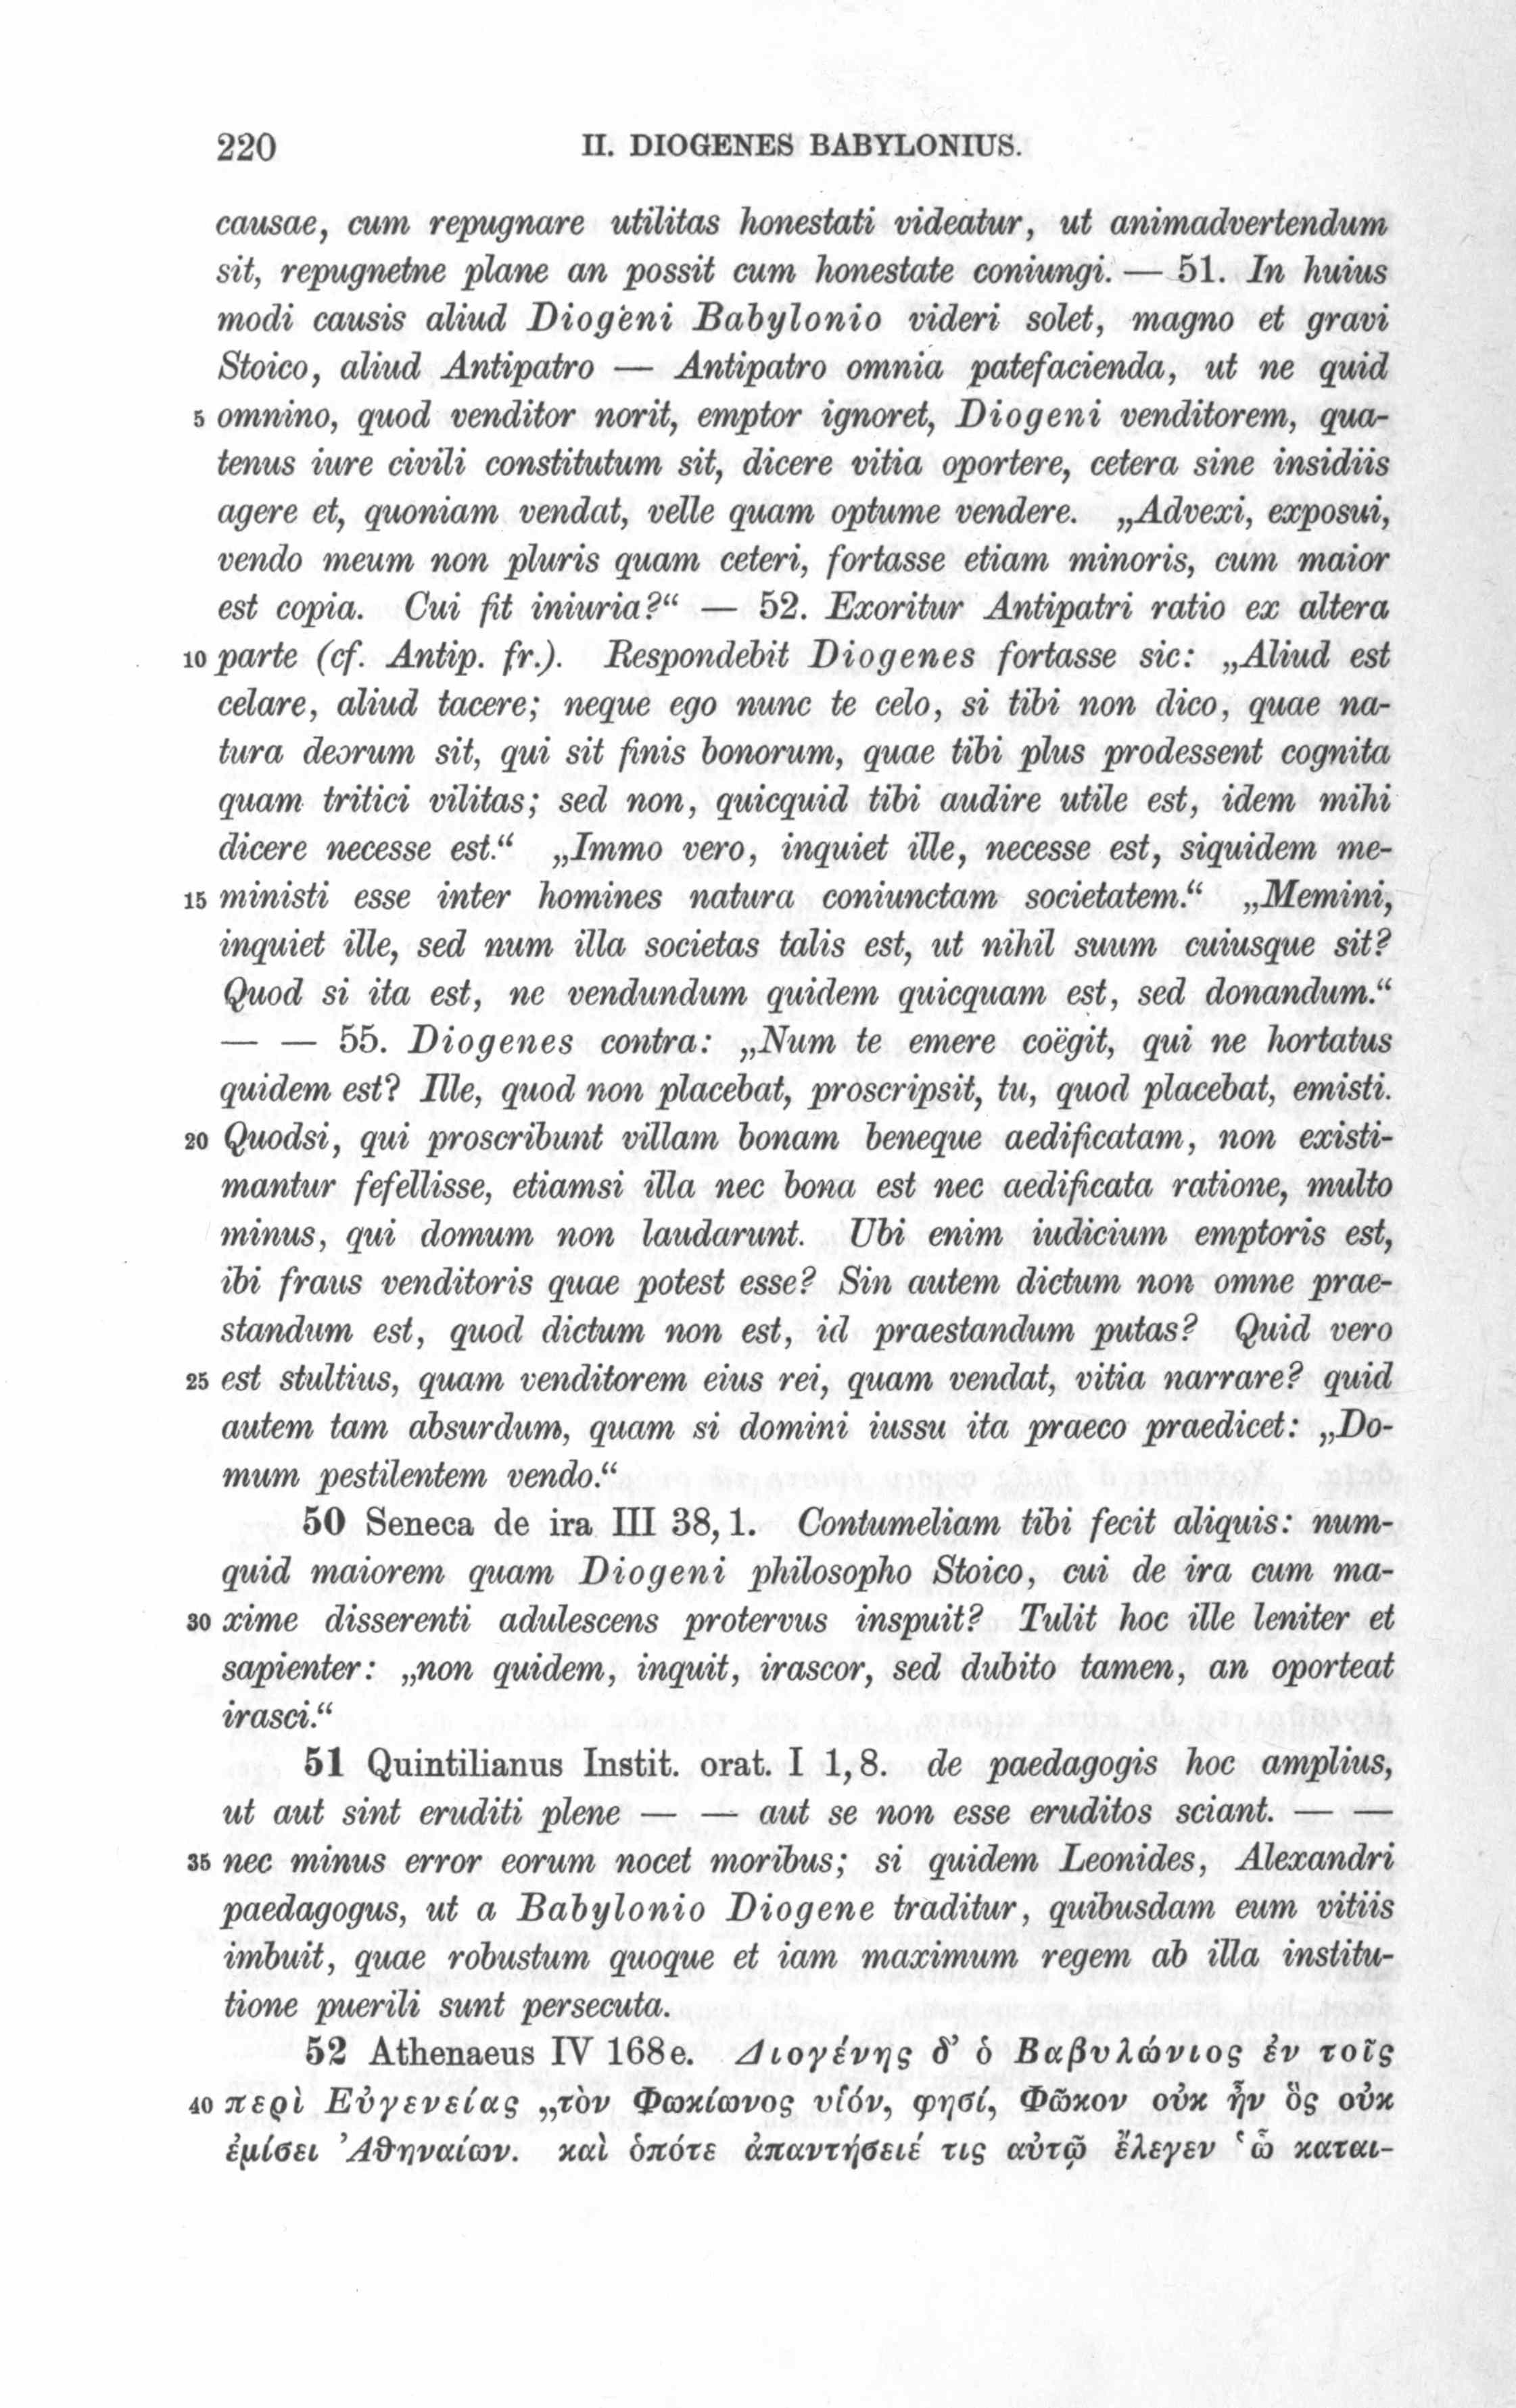 220 II. DIOGENES BABYLONIUS.
causae, cum repugnare utilitas honestati videatur, ut animadvertendum
sit, repugnetne plane an possit cum honestate coniungi. — 51. In huius
modi causis aliud Diogeni Babylonio videri solet, magno et gravi
Stoico, aliud Antipatro — Antipatro omnia patefacienda, ut ne quid
5 omnino, quod venditor norit, emptor ignoret, Diogeni venditorem, qua-
tenus iure civili constitutum sit, dicere vitia oportere, cetera sine insidiis
agere et, quoniam vendat, velle quam optume vendere. „Advexi, exposui,
vendo meum non pluris quam ceteri, fortasse etiam minoris, cum maior
est copia. Cui fit iniuria?“ — 52. Exoritur Antipatri ratio ex altera
10 parte (cf. Antip. fr.). Respondebit Diogenes fortasse sic: „Aliud est
celare, aliud tacere; neque ego nunc te celo, si tibi non dico, quae na-
tura deorum sit, qui sit finis bonorum, quae tibi plus prodessent cognita
quam tritici vilitas; sed non, quicquid tibi audire utile est, idem mihi
dicere necesse est.“ „Immo vero, inquiet ille, necesse est, siquidem me-
15 ministi esse inter homines natura coniunctam societatem.“ „Memini,
inquiet ille, sed num illa societas talis est, ut nihil suum cuiusque sit?
Quod si ita est, ne vendundum quidem quicquam est, sed donandum.“
— — 55. Diogenes contra: „Num te emere coëgit, qui ne hortatus
quidem est? Ille, quod non placebat, proscripsit, tu, quod placebat, emisti.
20 Quodsi, qui proscribunt villam bonam beneque aedificatam, non existi-
mantur fefellisse, etiamsi illa nec bona est nec aedificata ratione, multo
minus, qui domum non laudarunt. Ubi enim iudicium emptoris est,
ibi fraus venditoris quae potest esse? Sin autem dictum non omne prae-
standum est, quod dictum non est, id praestandum putas? Quid vero
25 est stultius, quam venditorem eius rei, quam vendat, vitia narrare? quid
autem tam absurdum, quam si domini iussu ita praeco praedicet: „Do-
mum pestilentem vendo.“
50 Seneca de ira III 38, 1. Contumeliam tibi fecit aliquis: num-
quid maiorem quam Diogeni philosopho Stoico, cui de ira cum ma-
30 xime disserenti adulescens protervus inspuit? Tulit hoc ille leniter et
sapienter: „non quidem, inquit, irascor, sed dubito tamen, an oporteat
irasci.“
51 Quintilianus Instit. orat. I 1, 8. de paedagogis hoc amplius,
ut aut sint eruditi plene — — aut se non esse eruditos sciant. — —
35 nec minus error eorum nocet moribus; si quidem Leonides, Alexandri
paedagogus, ut a Babylonio Diogene traditur, quibusdam eum vitiis
imbuit, quae robustum quoque et iam maximum regem ab illa institu-
tione puerili sunt persecuta.
52 Athenaeus IV 168e. Διογένης δ’ ὁ Βαβυλώνιος ἐν τοῖς
40 περὶ Εὐγενείας „τὸν Φωκίωνος υἱόν, φησί, Φῶκον οὐκ ἦν ὃς οὐκ
ἐμίσει Ἀθηναίων. καὶ ὁπότε ἀπαντήσειέ τις αὐτῷ ἔλεγεν ‘ὦ καται-